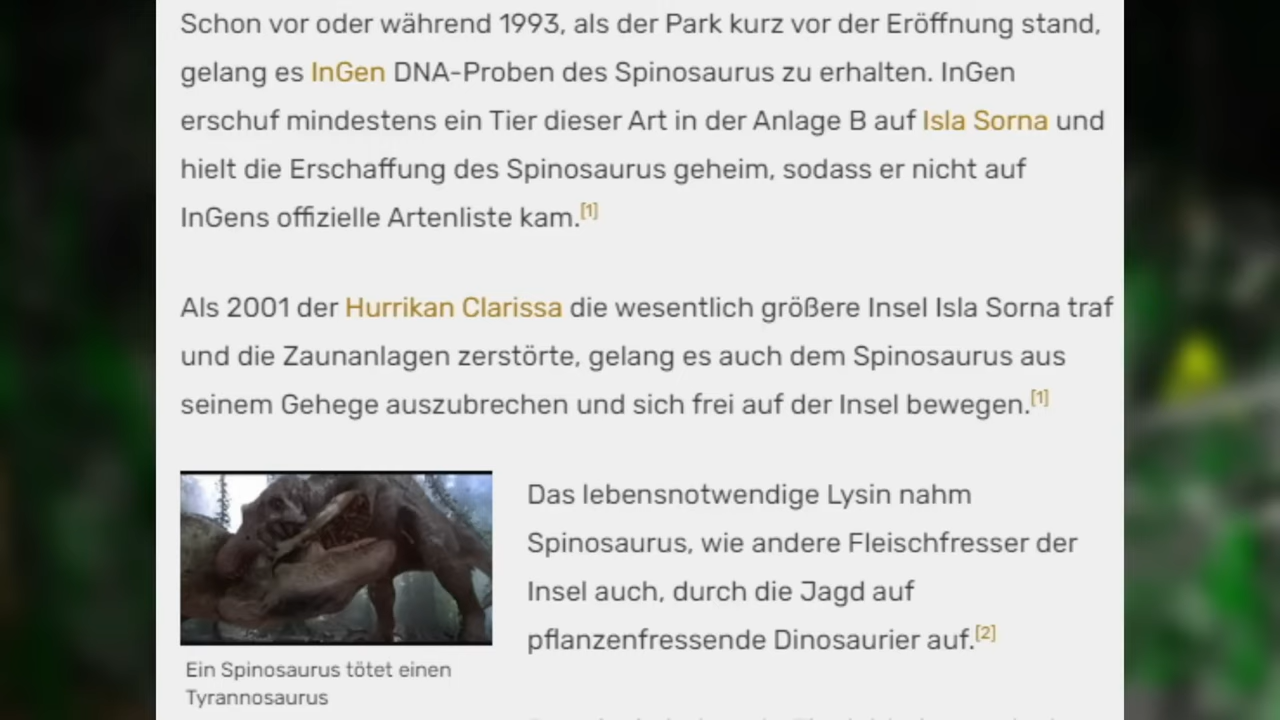 Schon vor oder während 1993, als der Park kurz vor der Eröffnung stand,
gelang es InGen DNA-Proben des Spinosaurus zu erhalten. InGen
erschuf mindestens ein Tier dieser Art in der Anlage B auf Isla Sorna und
hielt die Erschaffung des Spinosaurus geheim, sodass er nicht auf
InGens offizielle Artenliste kam.[1]
Als 2001 der Hurrikan Clarissa die wesentlich größere Insel Isla Sorna traf
und die Zaunanlagen zerstörte, gelang es auch dem Spinosaurus aus
seinem Gehege auszubrechen und sich frei auf der Insel bewegen.[1]
Das lebensnotwendige Lysin nahm
Spinosaurus, wie andere Fleischfresser der
Insel auch, durch die Jagd auf
pflanzenfressende Dinosaurier auf.[2]
Ein Spinosaurus tötet einen
Tyrannosaurus